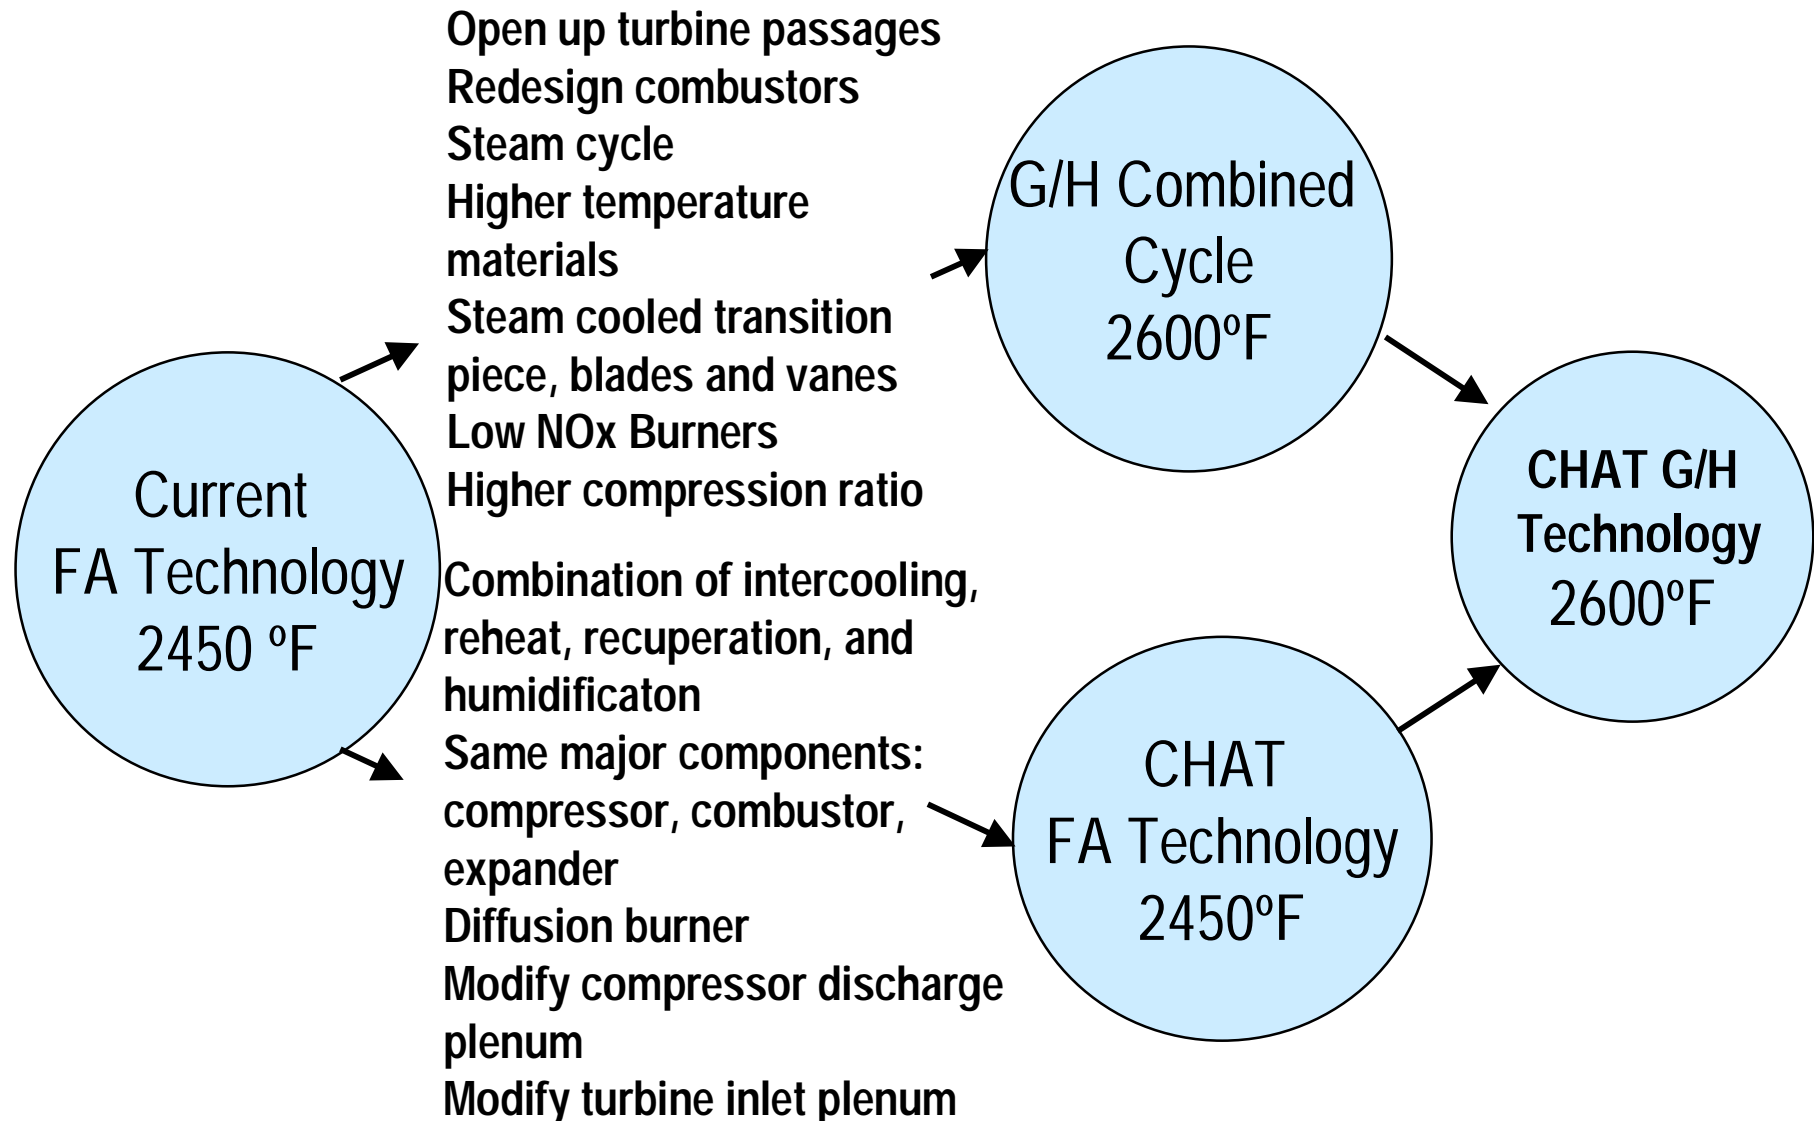 Current
FA Technology
2450 ºF
Open up turbine passages
Redesign combustors
Steam cycle
Higher temperature
materials
Steam cooled transition
piece, blades and vanes
Low NOx Burners
Higher compression ratio
Combination of intercooling,
reheat, recuperation, and
humidificaton
Same major components:
compressor, combustor,
expander
Diffusion burner
Modify compressor discharge
plenum
Modify turbine inlet plenum
G/H Combined
Cycle
2600ºF
CHAT
FA Technology
2450ºF
CHAT G/H
Technology
2600ºF